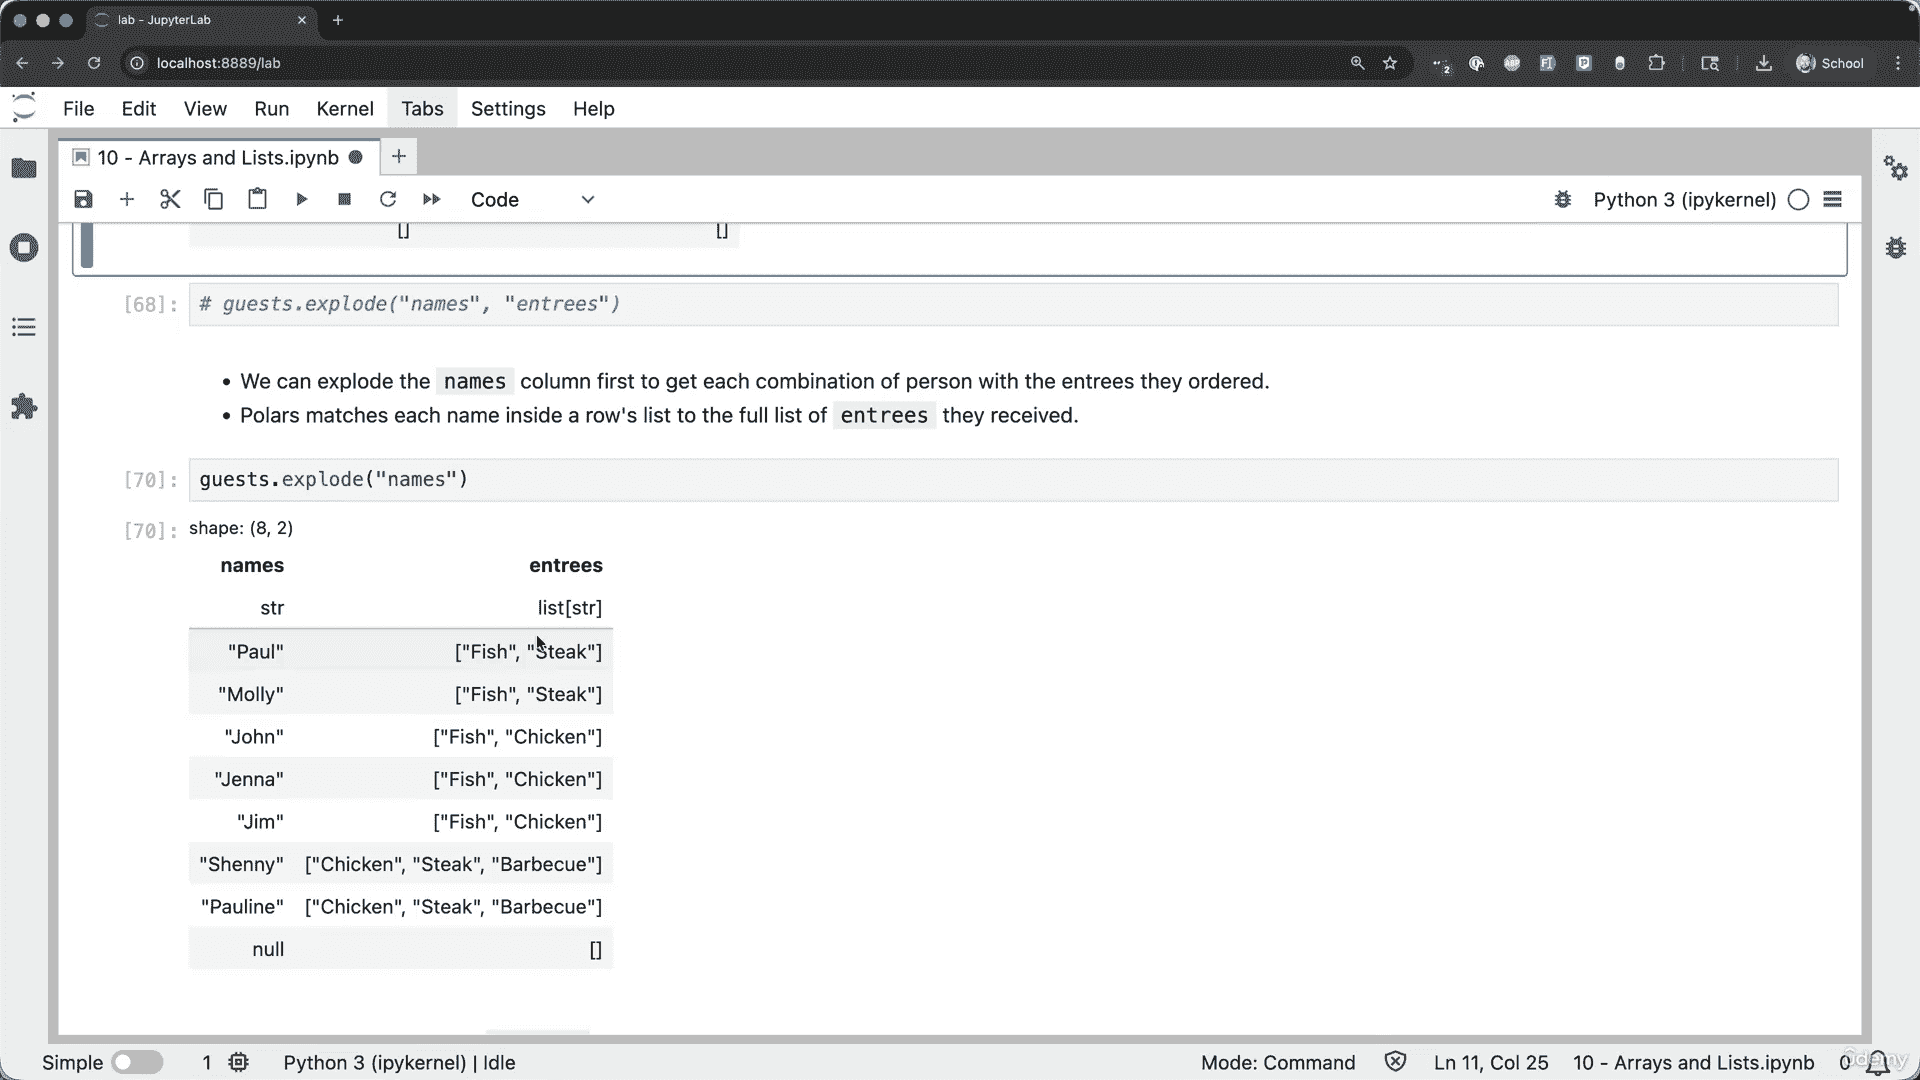 lab - JupyterLab
localhost:8889/lab
2
ABP
School
File Edit View Run Kernel Tabs Settings Help
10 - Arrays and Lists.ipynb
Code
Python 3 (ipykernel)
[] []
[68]: # guests.explode("names", "entrees")
• We can explode the names column first to get each combination of person with the entrees they ordered.
• Polars matches each name inside a row's list to the full list of entrees they received.
[70]: guests.explode("names")
[70]: shape: (8, 2)
names entrees
str list[str]
"Paul" ["Fish", "Steak"]
"Molly" ["Fish", "Steak"]
"John" ["Fish", "Chicken"]
"Jenna" ["Fish", "Chicken"]
"Jim" ["Fish", "Chicken"]
"Shenny" ["Chicken", "Steak", "Barbecue"]
"Pauline" ["Chicken", "Steak", "Barbecue"]
null []
Simple 1 Python 3 (ipykernel) | Idle Mode: Command Ln 11, Col 25 10 - Arrays and Lists.ipynb 0
Udemy